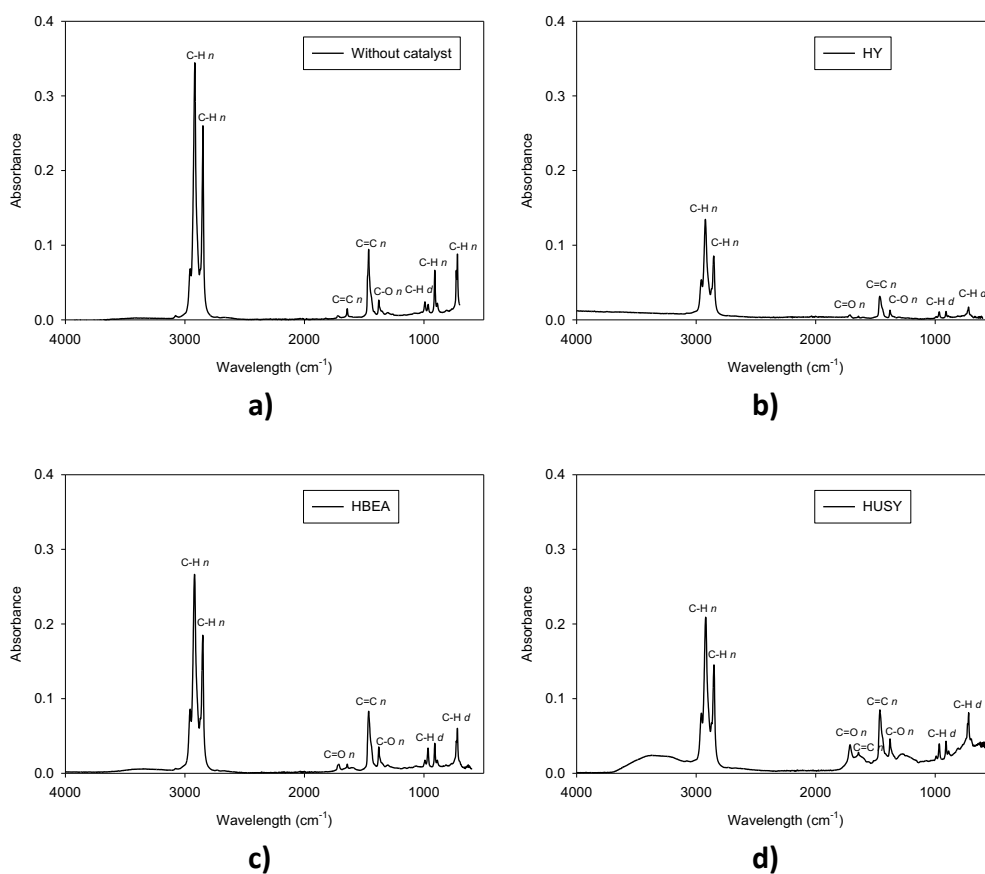 0.4
0.3
0.2
0.1
0.0
Absorbance
Without catalyst
C-H n
C-H n
C=C n
C=C n
C-O n
C-H d
C-H n
C-H n
4000
3000
2000
1000
Wavelength (cm-1)
a)
0.4
0.3
0.2
0.1
0.0
Absorbance
HY
C-H n
C-H n
C=O n
C=C n
C-O n
C-H d
C-H d
4000
3000
2000
1000
Wavelength (cm-1)
b)
0.4
0.3
0.2
0.1
0.0
Absorbance
HBEA
C-H n
C-H n
C=O n
C=C n
C-O n
C-H d
C-H d
4000
3000
2000
1000
Wavelength (cm-1)
c)
0.4
0.3
0.2
0.1
0.0
Absorbance
HUSY
C-H n
C-H n
C=O n
C=C n
C=C n
C-O n
C-H d
C-H d
4000
3000
2000
1000
Wavelength (cm-1)
d)